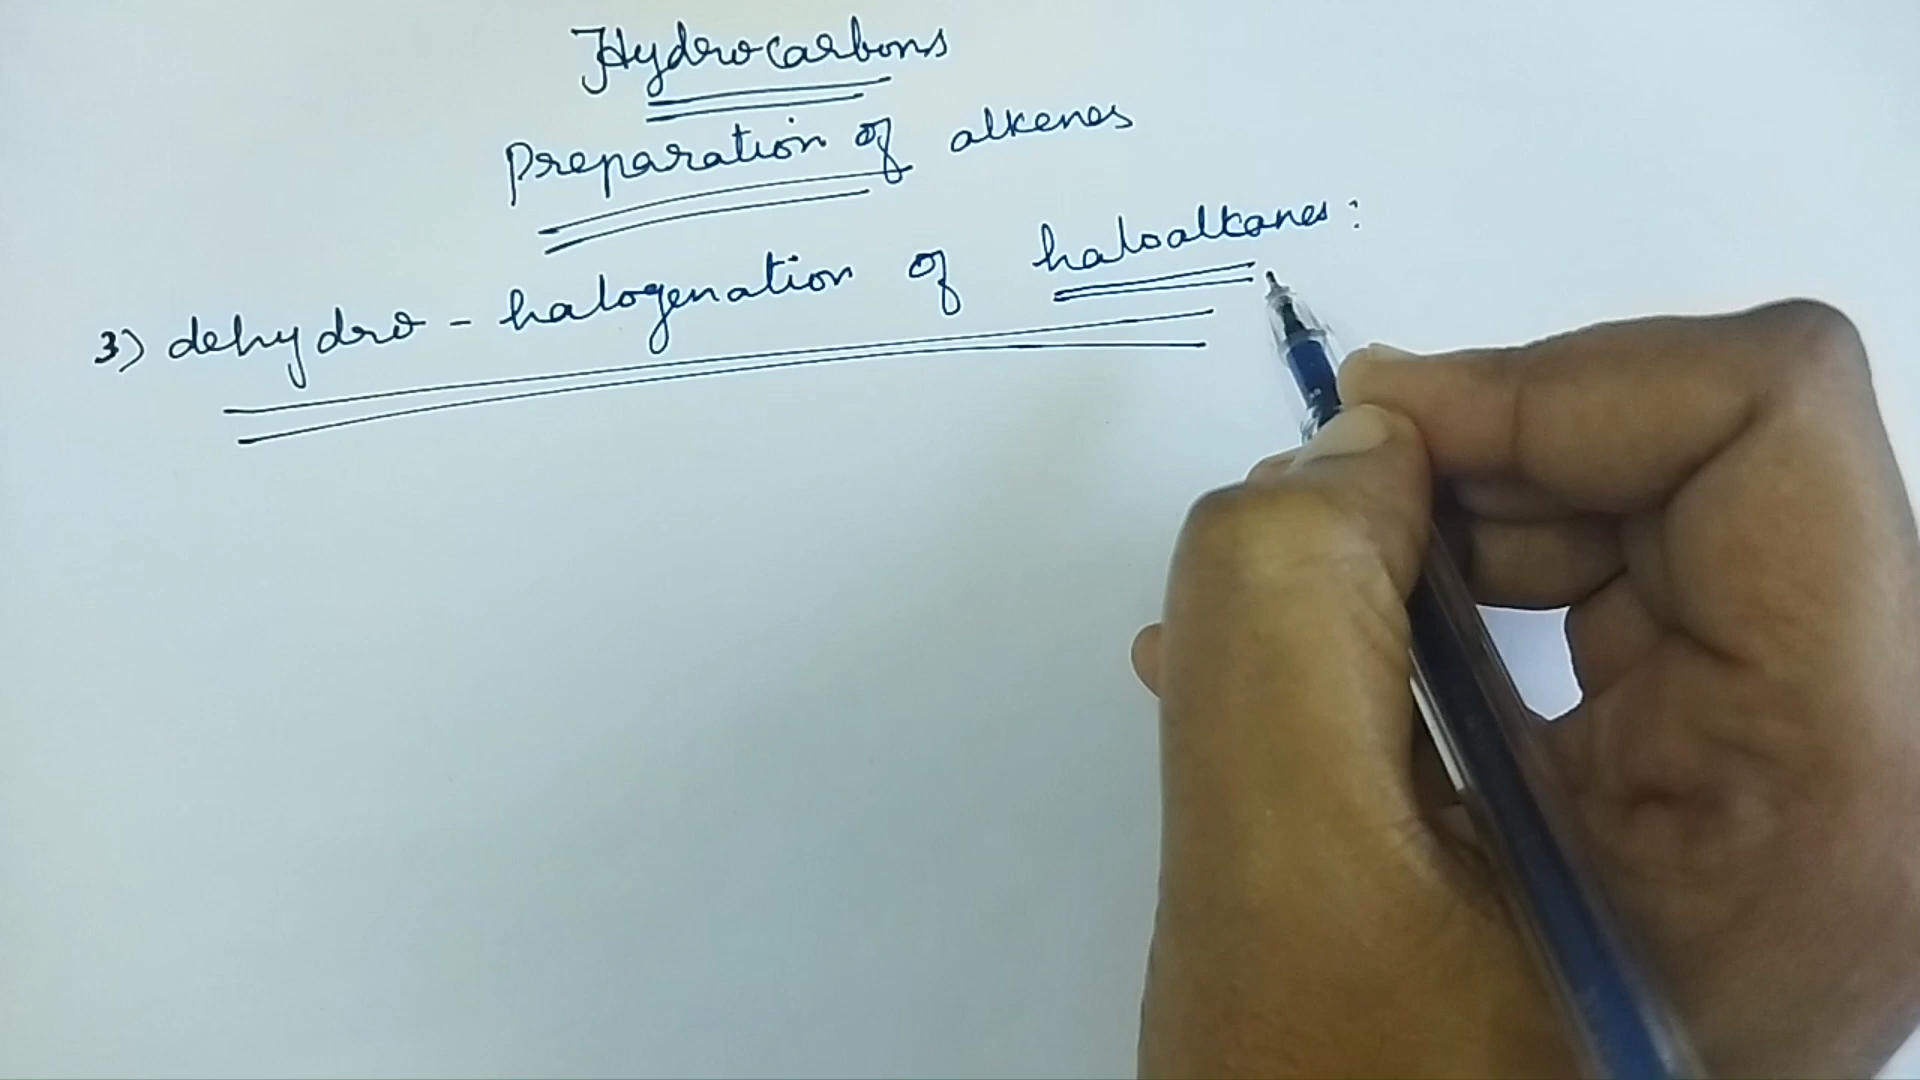 Hydrocarbons
Preparation of alkenes
3) dehydro - halogenation of haloalkanes: